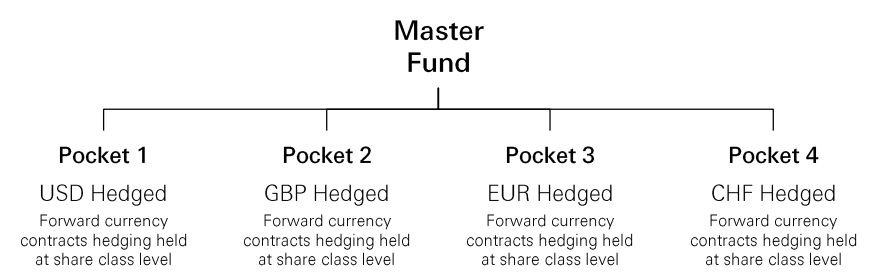 Master
Fund
Pocket 1
USD Hedged
Forward currency
contracts hedging held
at share class level
Pocket 2
GBP Hedged
Forward currency
contracts hedging held
at share class level
Pocket 3
EUR Hedged
Forward currency
contracts hedging held
at share class level
Pocket 4
CHF Hedged
Forward currency
contracts hedging held
at share class level